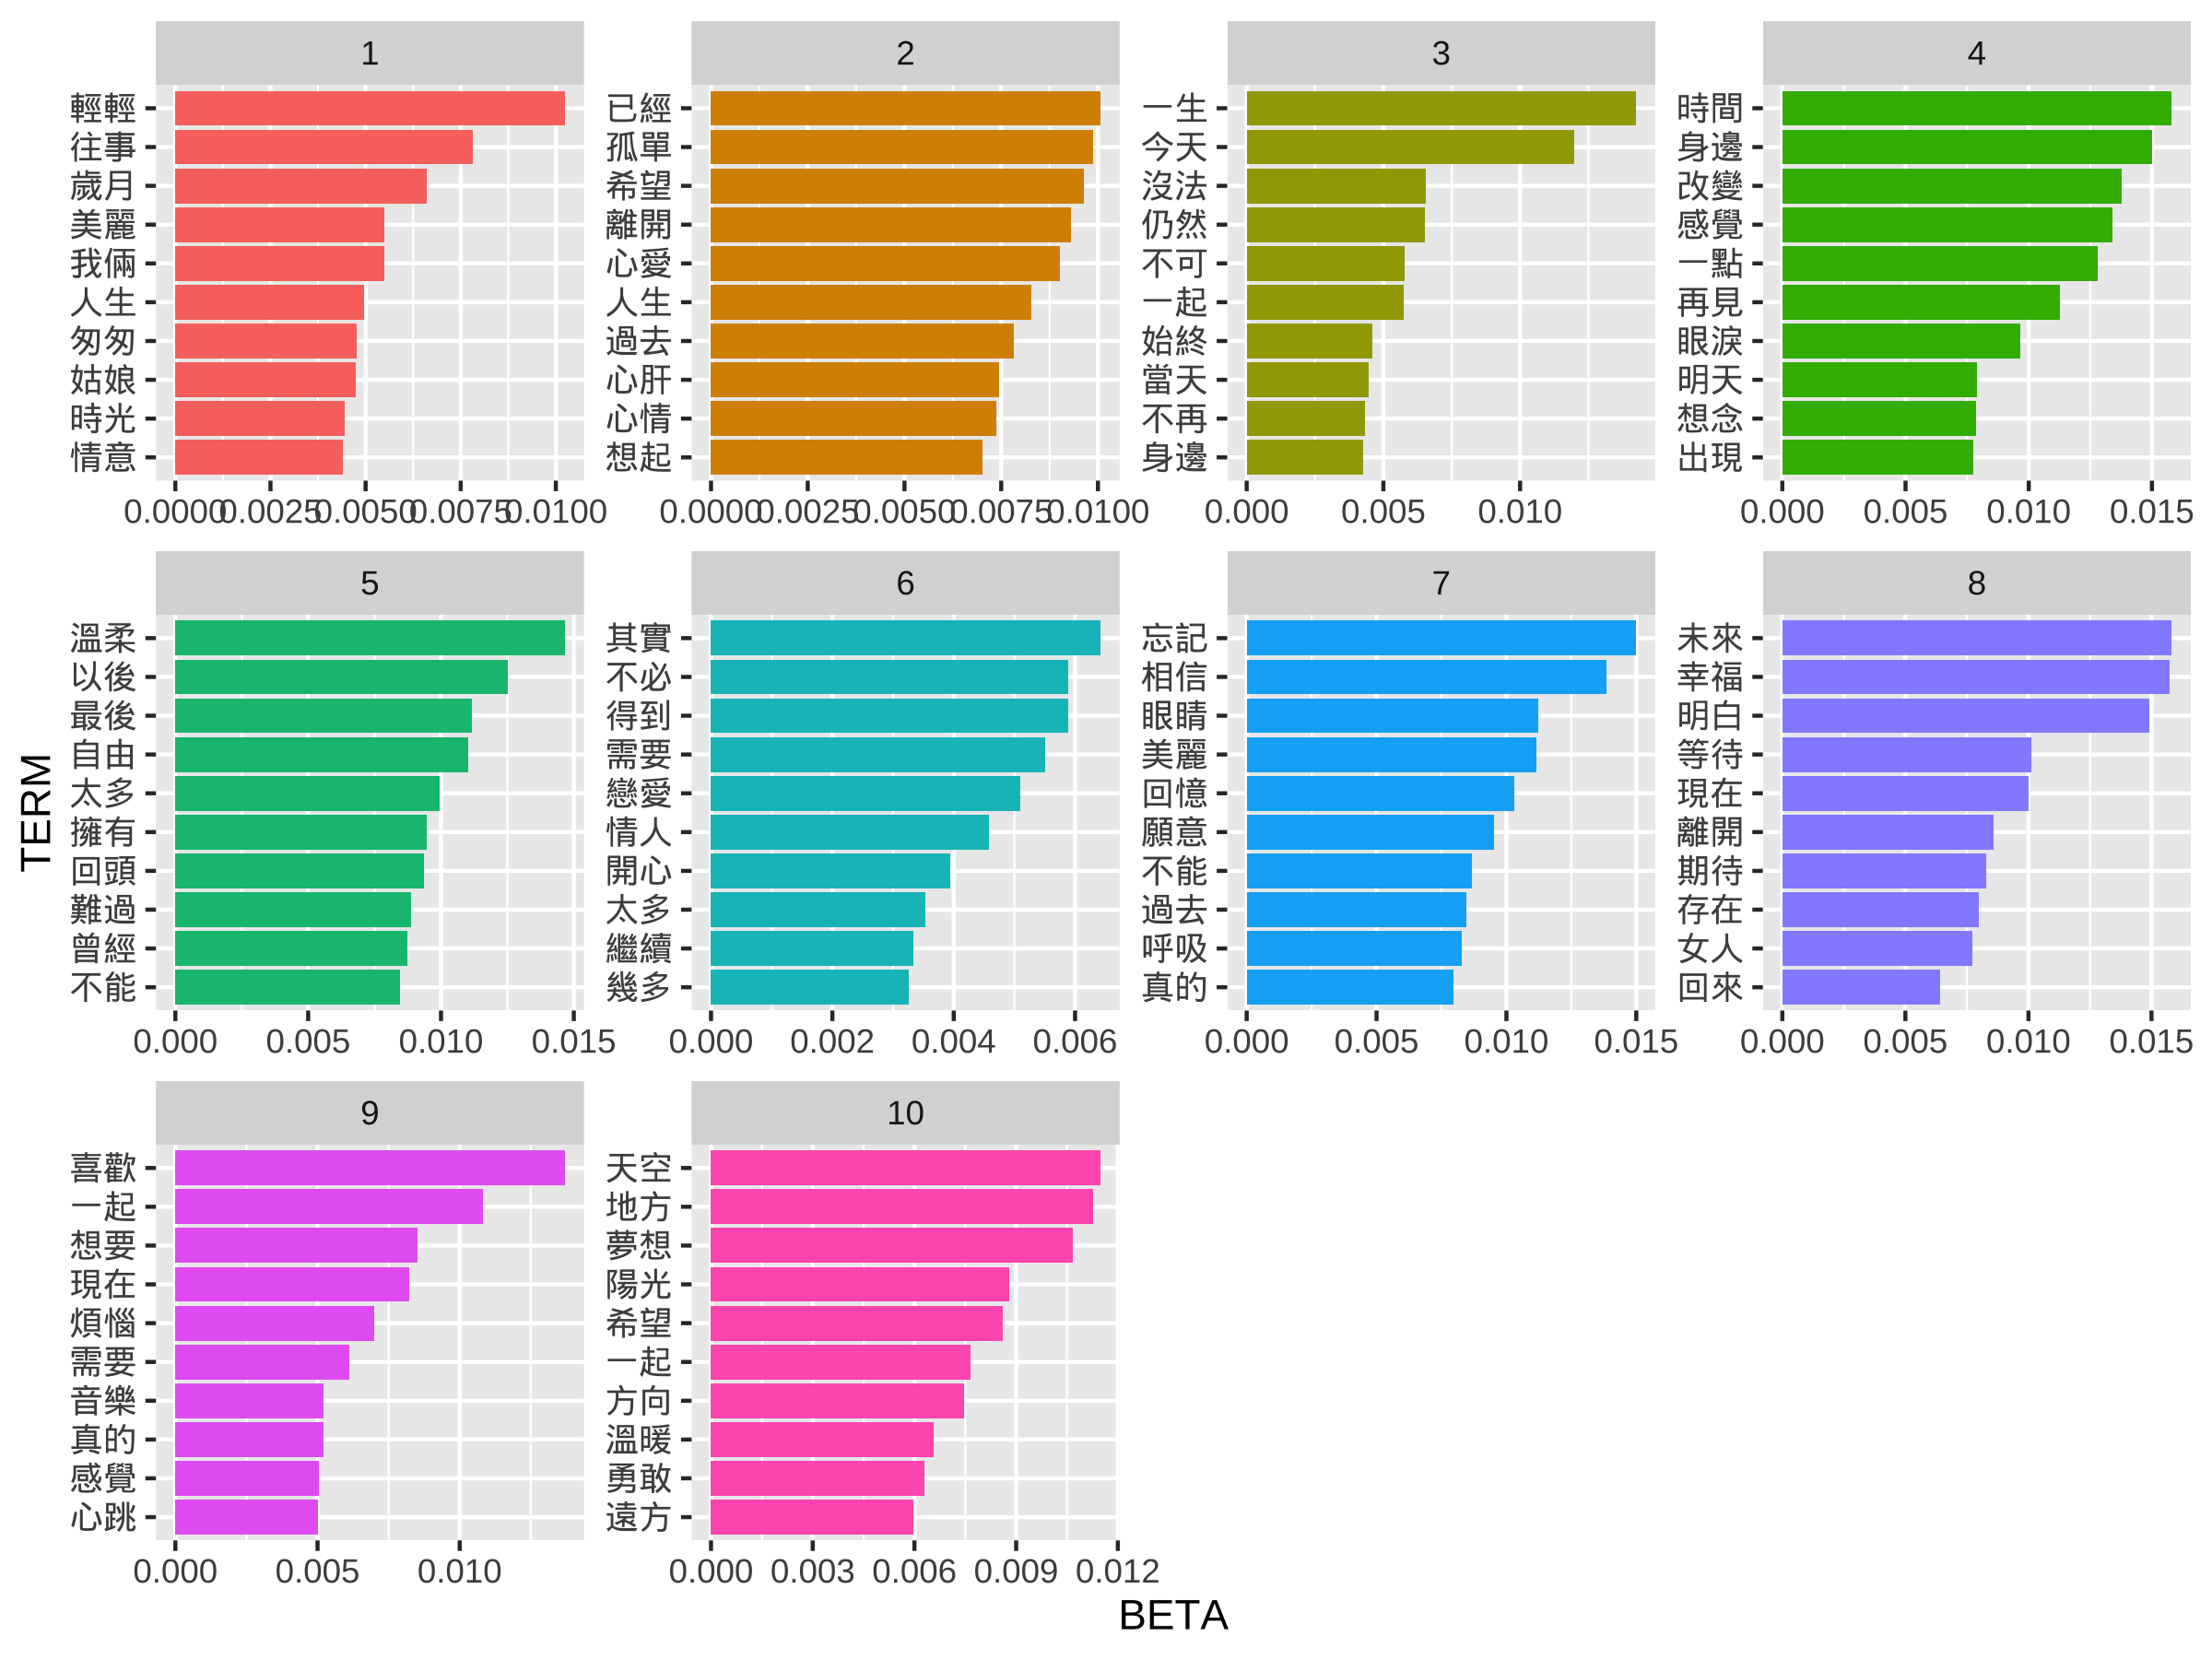 1
輕輕
往事
歲月
美麗
我倆
人生
匆匆
姑娘
時光
情意
0.0000 0.0025 0.0050 0.0075 0.0100
2
已經
孤單
希望
離開
心愛
人生
過去
心肝
心情
想起
0.0000 0.0025 0.0050 0.0075 0.0100
3
一生
今天
沒法
仍然
不可
一起
始終
當天
不再
身邊
0.000 0.005 0.010
4
時間
身邊
改變
感覺
一點
再見
眼淚
明天
想念
出現
0.000 0.005 0.010 0.015
TERM
5
溫柔
以後
最後
自由
太多
擁有
回頭
難過
曾經
不能
0.000 0.005 0.010 0.015
6
其實
不必
得到
需要
戀愛
情人
開心
太多
繼續
幾多
0.000 0.002 0.004 0.006
7
忘記
相信
眼睛
美麗
回憶
願意
不能
過去
呼吸
真的
0.000 0.005 0.010 0.015
8
未來
幸福
明白
等待
現在
離開
期待
存在
女人
回來
0.000 0.005 0.010 0.015
9
喜歡
一起
想要
現在
煩惱
需要
音樂
真的
感覺
心跳
0.000 0.005 0.010
10
天空
地方
夢想
陽光
希望
一起
方向
溫暖
勇敢
遠方
0.000 0.003 0.006 0.009 0.012
BETA